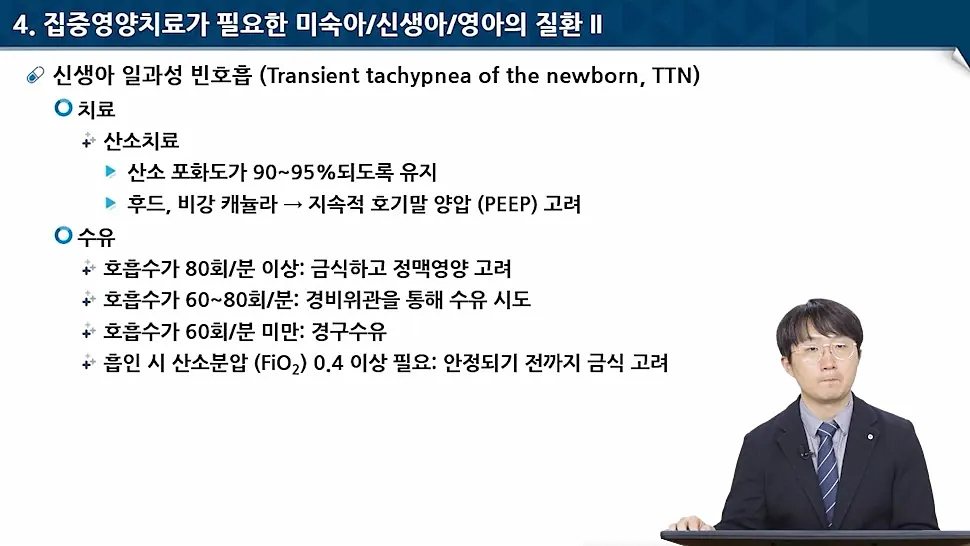 4. 집중영양치료가 필요한 미숙아/신생아/영아의 질환 II
신생아 일과성 빈호흡 (Transient tachypnea of the newborn, TTN)
치료
산소치료
산소 포화도가 90~95%되도록 유지
후드, 비강 캐뉼라 → 지속적 호기말 양압 (PEEP) 고려
수유
호흡수가 80회/분 이상: 금식하고 정맥영양 고려
호흡수가 60~80회/분: 경비위관을 통해 수유 시도
호흡수가 60회/분 미만: 경구수유
흡인 시 산소분압 (FiO₂) 0.4 이상 필요: 안정되기 전까지 금식 고려